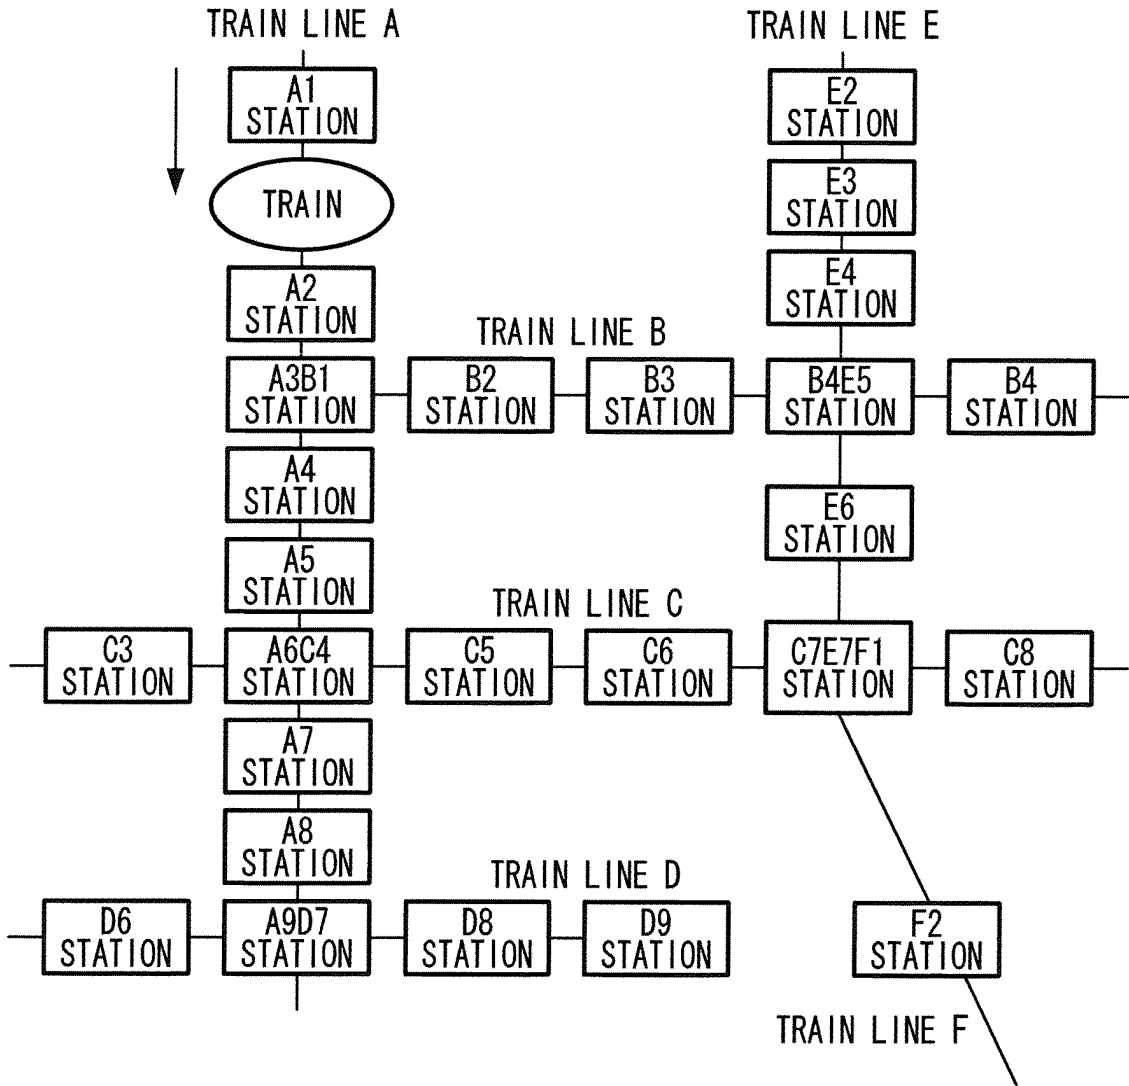 TRAIN LINE A
TRAIN LINE E
A1
STATION
E2
STATION
TRAIN
E3
STATION
A2
STATION
E4
STATION
TRAIN LINE B
A3B1
STATION
B2
STATION
B3
STATION
B4E5
STATION
B4
STATION
A4
STATION
E6
STATION
A5
STATION
TRAIN LINE C
C3
STATION
A6C4
STATION
C5
STATION
C6
STATION
C7E7F1
STATION
C8
STATION
A7
STATION
A8
STATION
TRAIN LINE D
D6
STATION
A9D7
STATION
D8
STATION
D9
STATION
F2
STATION
TRAIN LINE F